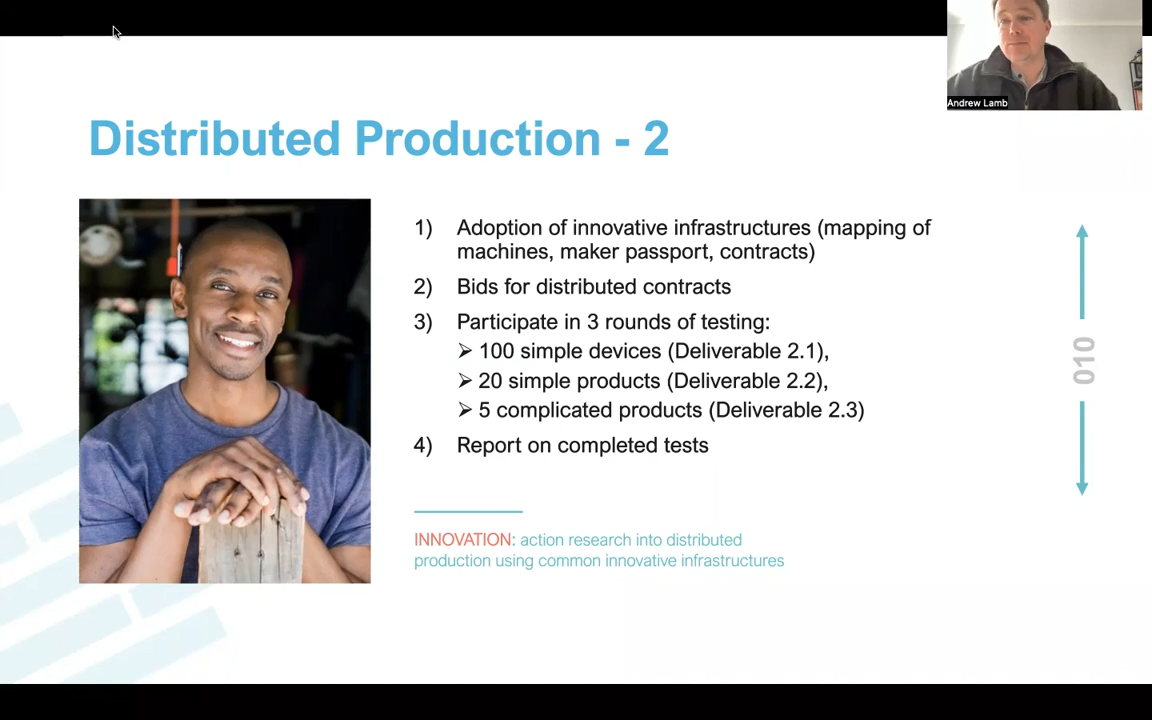 Andrew Lamb
Distributed Production - 2
1) Adoption of innovative infrastructures (mapping of
machines, maker passport, contracts)
2) Bids for distributed contracts
3) Participate in 3 rounds of testing:
➢ 100 simple devices (Deliverable 2.1),
➢ 20 simple products (Deliverable 2.2),
➢ 5 complicated products (Deliverable 2.3)
4) Report on completed tests
010
INNOVATION: action research into distributed
production using common innovative infrastructures